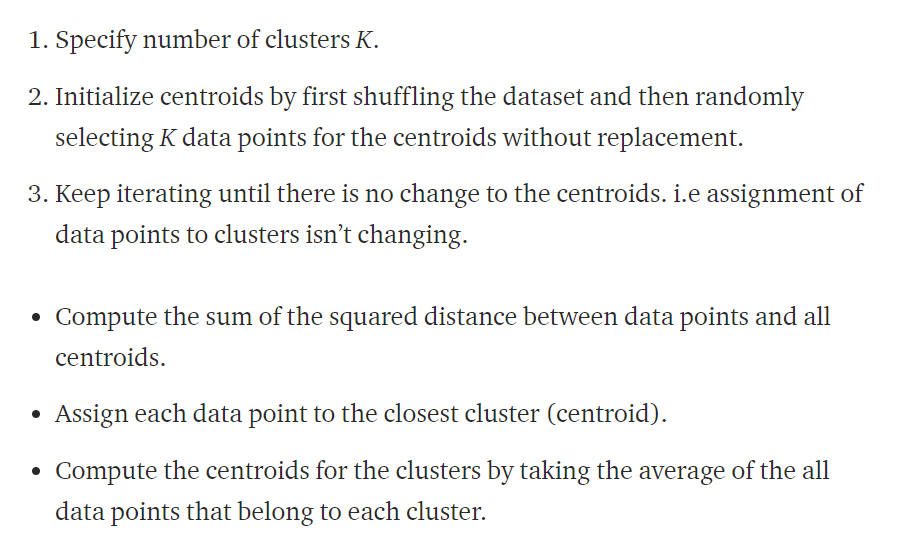 1. Specify number of clusters K.
2. Initialize centroids by first shuffling the dataset and then randomly
selecting K data points for the centroids without replacement.
3. Keep iterating until there is no change to the centroids. i.e assignment of
data points to clusters isn’t changing.
• Compute the sum of the squared distance between data points and all
centroids.
• Assign each data point to the closest cluster (centroid).
• Compute the centroids for the clusters by taking the average of the all
data points that belong to each cluster.